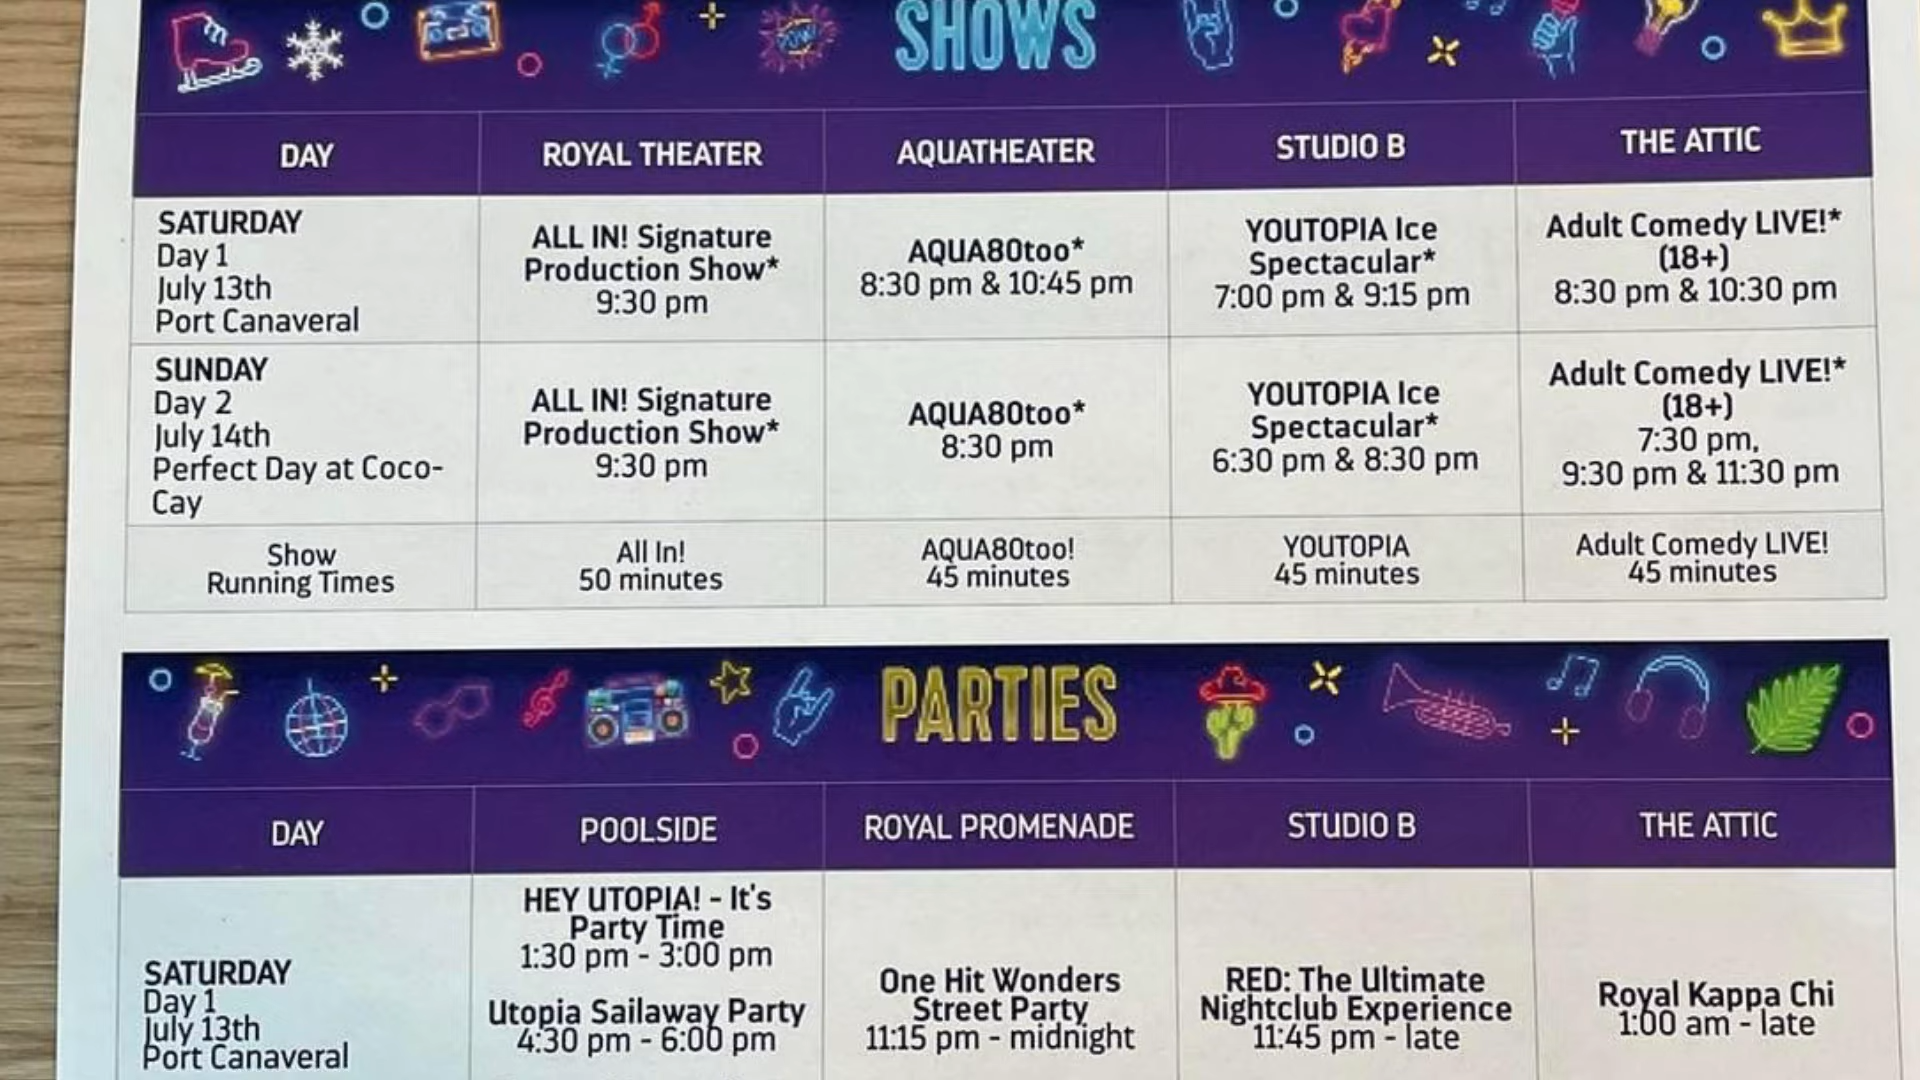 SHOWS
DAY
ROYAL THEATER
AQUATHEATER
STUDIO B
THE ATTIC
SATURDAY
Day 1
July 13th
Port Canaveral
ALL IN! Signature
Production Show*
9:30 pm
AQUA80too*
8:30 pm & 10:45 pm
YOUTOPIA Ice
Spectacular*
7:00 pm & 9:15 pm
Adult Comedy LIVE!*
(18+)
8:30 pm & 10:30 pm
SUNDAY
Day 2
July 14th
Perfect Day at Coco-
Cay
ALL IN! Signature
Production Show*
9:30 pm
AQUA80too*
8:30 pm
YOUTOPIA Ice
Spectacular*
6:30 pm & 8:30 pm
Adult Comedy LIVE!*
(18+)
7:30 pm,
9:30 pm & 11:30 pm
Show
Running Times
All In!
50 minutes
AQUA80too!
45 minutes
YOUTOPIA
45 minutes
Adult Comedy LIVE!
45 minutes
PARTIES
DAY
POOLSIDE
ROYAL PROMENADE
STUDIO B
THE ATTIC
SATURDAY
Day 1
July 13th
Port Canaveral
HEY UTOPIA! - It's
Party Time
1:30 pm - 3:00 pm
Utopia Sailaway Party
4:30 pm - 6:00 pm
One Hit Wonders
Street Party
11:15 pm - midnight
RED: The Ultimate
Nightclub Experience
11:45 pm - late
Royal Kappa Chi
1:00 am - late